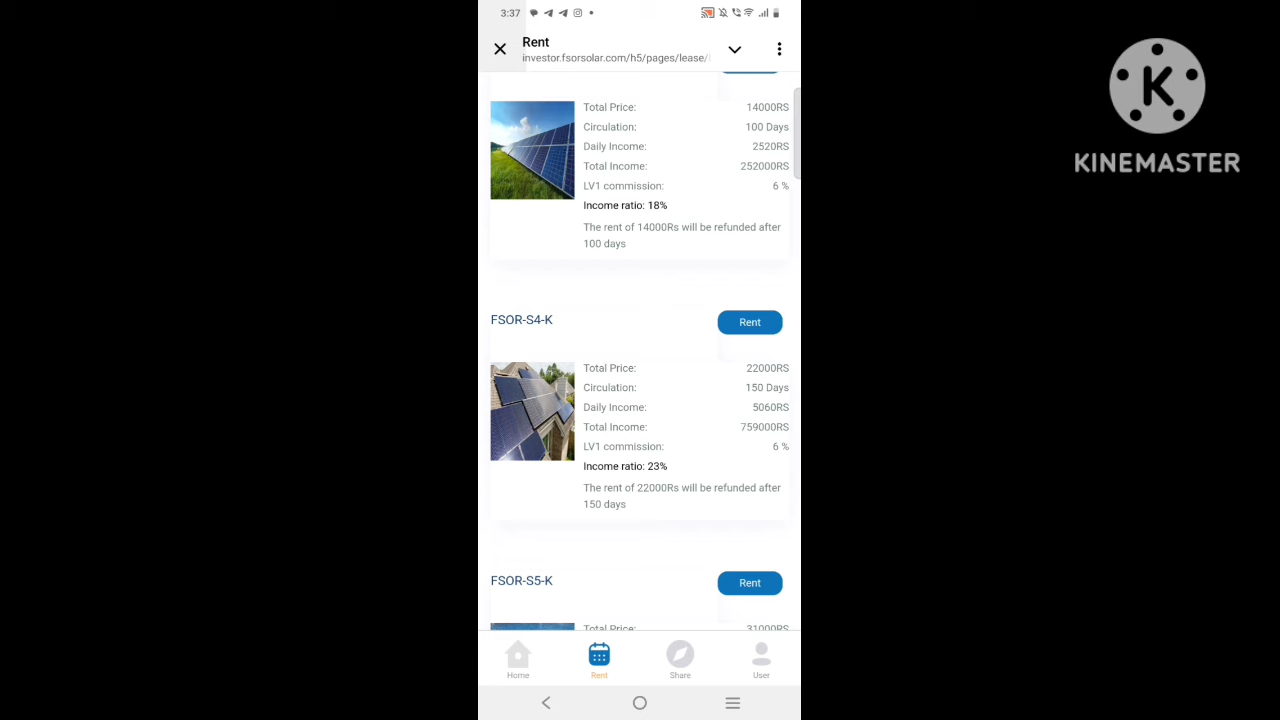 3:37
Rent
investor.fsorsolar.com/h5/pages/lease/
Total Price: 14000RS
Circulation: 100 Days
Daily Income: 2520RS
Total Income: 252000RS
LV1 commission: 6 %
Income ratio: 18%
The rent of 14000Rs will be refunded after
100 days
FSOR-S4-K Rent
Total Price: 22000RS
Circulation: 150 Days
Daily Income: 5060RS
Total Income: 759000RS
LV1 commission: 6 %
Income ratio: 23%
The rent of 22000Rs will be refunded after
150 days
FSOR-S5-K Rent
Total Price: 31000RS
Home Rent Share User
K
KINEMASTER